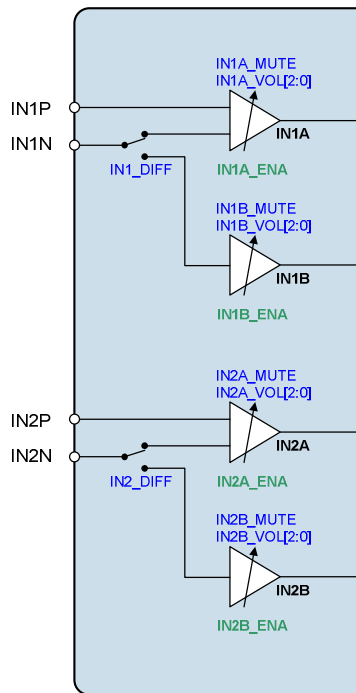 IN1A_MUTE
IN1A_VOL[2:0]
IN1P
IN1A
IN1N
IN1_DIFF
IN1A_ENA
IN1B_MUTE
IN1B_VOL[2:0]
IN1B
IN1B_ENA
IN2A_MUTE
IN2A_VOL[2:0]
IN2P
IN2A
IN2N
IN2_DIFF
IN2A_ENA
IN2B_MUTE
IN2B_VOL[2:0]
IN2B
IN2B_ENA